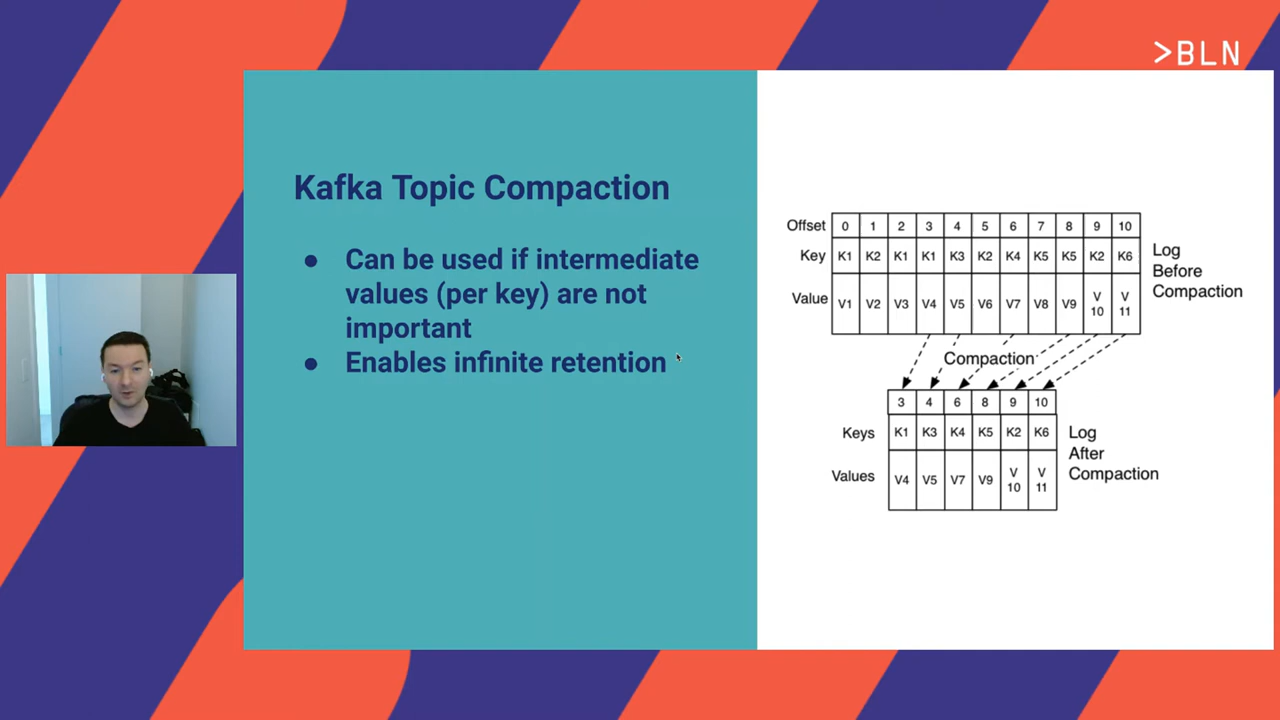 >BLN
Kafka Topic Compaction
● Can be used if intermediate
values (per key) are not
important
● Enables infinite retention
Offset 0 1 2 3 4 5 6 7 8 9 10
Key K1 K2 K1 K1 K3 K2 K4 K5 K5 K2 K6
Value V1 V2 V3 V4 V5 V6 V7 V8 V9 V10 V11
Log
Before
Compaction
Compaction
3 4 6 8 9 10
Keys K1 K3 K4 K5 K2 K6
Values V4 V5 V7 V9 V10 V11
Log
After
Compaction